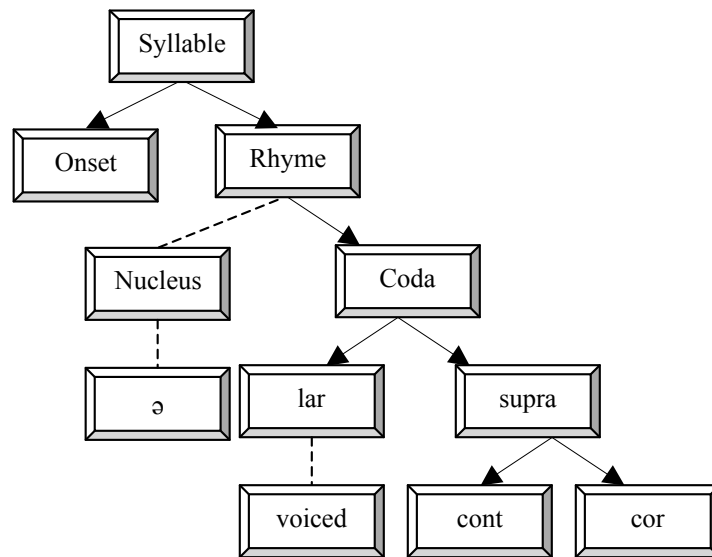 Syllable
Onset
Rhyme
Nucleus
Coda
ə
lar
supra
voiced
cont
cor